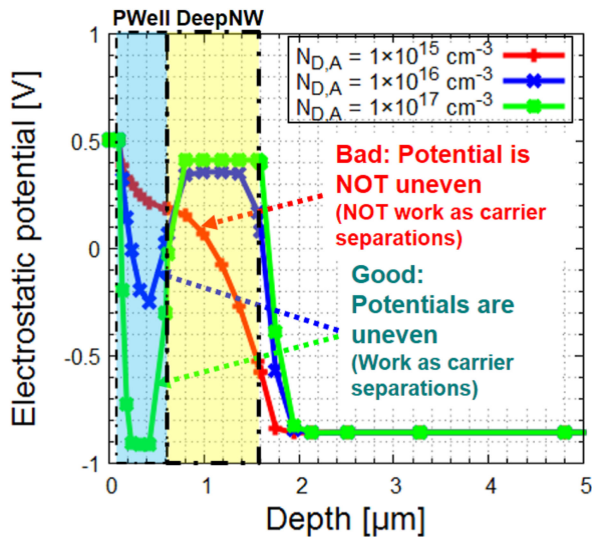 PWell DeepNW
N_D,A = 1×10^15 cm^-3
N_D,A = 1×10^16 cm^-3
N_D,A = 1×10^17 cm^-3
Bad: Potential is
NOT uneven
(NOT work as carrier
separations)
Good:
Potentials are
uneven
(Work as carrier
separations)
Electrostatic potential [V]
1
0.5
0
-0.5
-1
0 1 2 3 4 5
Depth [μm]